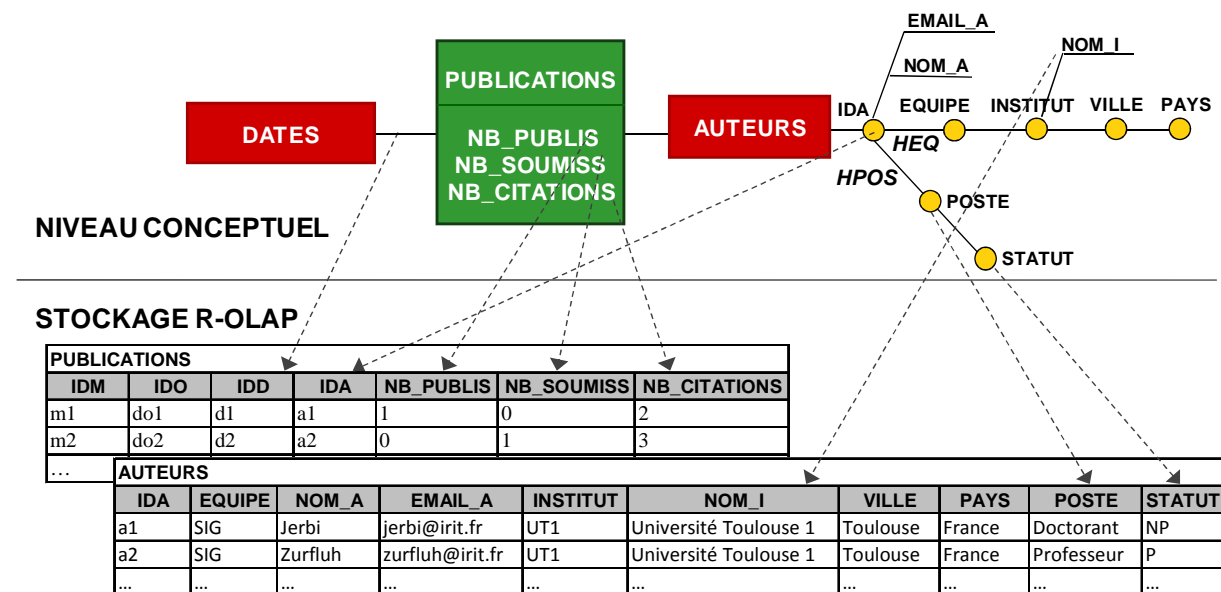 EMAIL_A
NOM_I
NOM_A
PUBLICATIONS
IDA EQUIPE INSTITUT VILLE PAYS
DATES
AUTEURS
NB_PUBLIS
NB_SOUMISS
NB_CITATIONS
HEQ
HPOS
POSTE
NIVEAU CONCEPTUEL
STATUT
STOCKAGE R-OLAP
PUBLICATIONS
IDM IDO IDD IDA NB_PUBLIS NB_SOUMISS NB_CITATIONS
m1 do1 d1 a1 1 0 2
m2 do2 d2 a2 0 1 3
…
AUTEURS
IDA EQUIPE NOM_A EMAIL_A INSTITUT NOM_I VILLE PAYS POSTE STATUT
a1 SIG Jerbi jerbi@irit.fr UT1 Université Toulouse 1 Toulouse France Doctorant NP
a2 SIG Zurfluh zurfluh@irit.fr UT1 Université Toulouse 1 Toulouse France Professeur P
… … … … … … … … … …